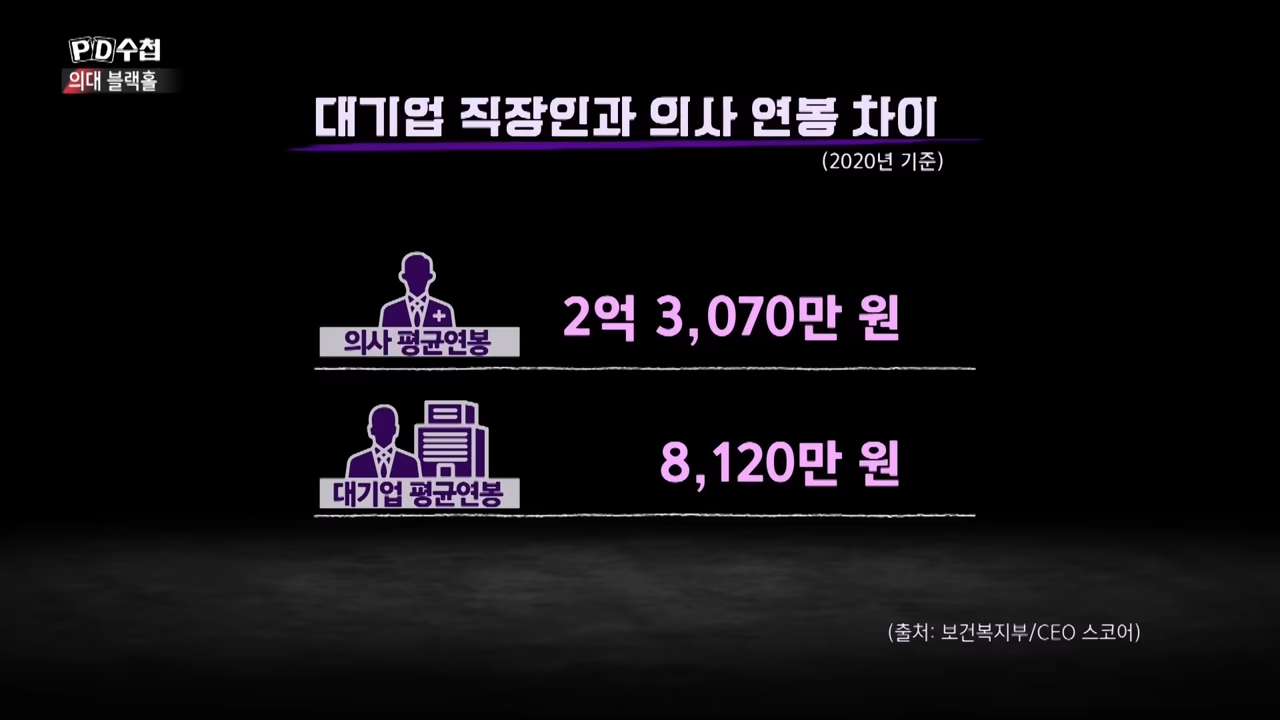 PD수첩
의대 블랙홀
대기업 직장인과 의사 연봉 차이
(2020년 기준)
의사 평균연봉
2억 3,070만 원
대기업 평균연봉
8,120만 원
(출처: 보건복지부/CEO 스코어)